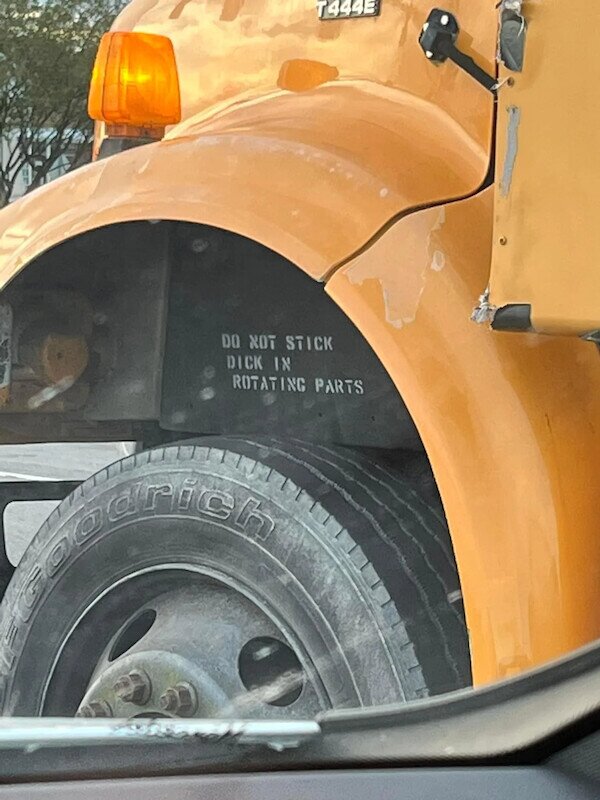 T444E
DO NOT STICK
DICK IN
ROTATING PARTS
BFGoodrich